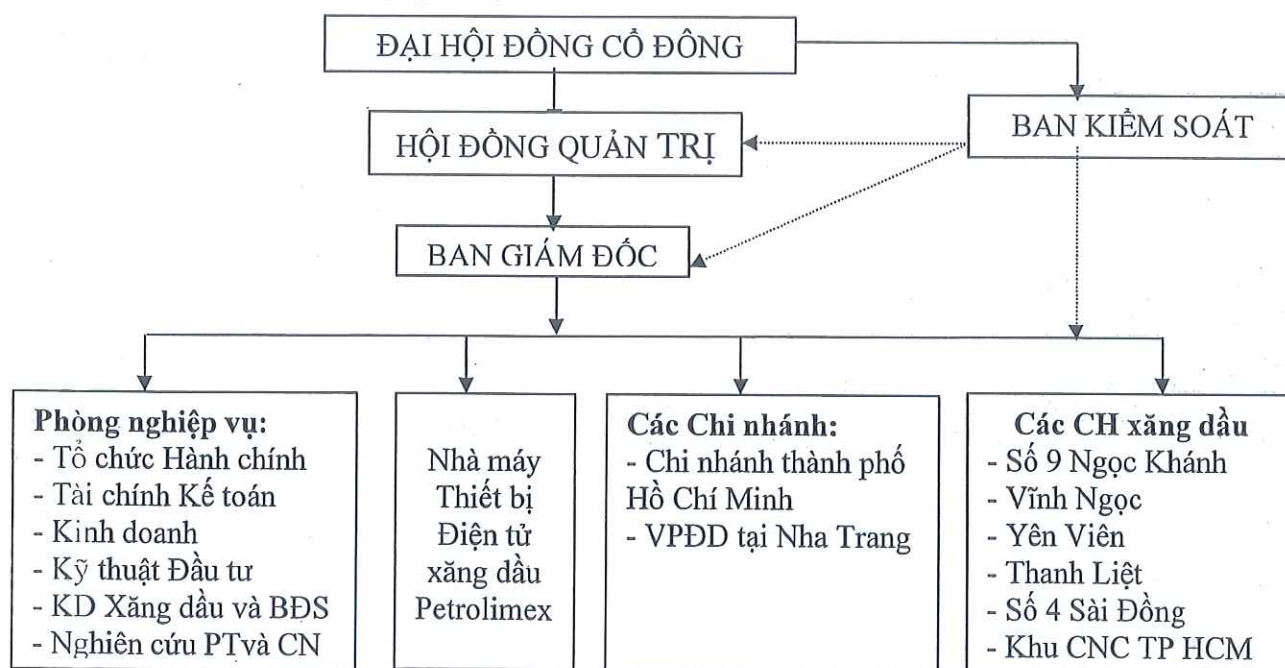 ĐẠI HỘI ĐỒNG CỔ ĐÔNG
BAN KIỂM SOÁT
HỘI ĐỒNG QUẢN TRỊ
BAN GIÁM ĐỐC
Phòng nghiệp vụ:
- Tổ chức Hành chính
- Tài chính Kế toán
- Kinh doanh
- Kỹ thuật Đầu tư
- KD Xăng dầu và BĐS
- Nghiên cứu PTvà CN
Nhà máy
Thiết bị
Điện tử
xăng dầu
Petrolimex
Các Chi nhánh:
- Chi nhánh thành phố
Hồ Chí Minh
- VPĐD tại Nha Trang
Các CH xăng dầu
- Số 9 Ngọc Khánh
- Vĩnh Ngọc
- Yên Viên
- Thanh Liệt
- Số 4 Sài Đồng
- Khu CNC TP HCM